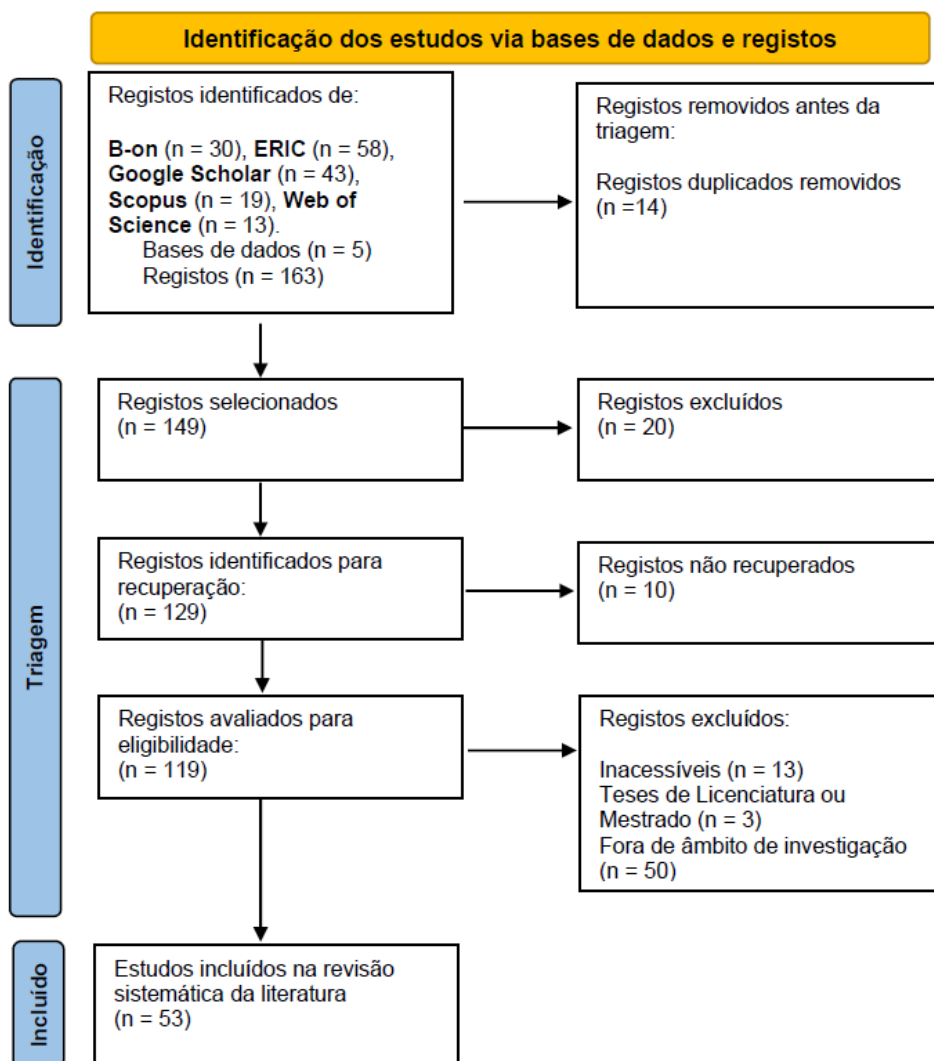 Identificação dos estudos via bases de dados e registos
Identificação
Registos identificados de:
B-on (n = 30), ERIC (n = 58),
Google Scholar (n = 43),
Scopus (n = 19), Web of
Science (n = 13).
Bases de dados (n = 5)
Registos (n = 163)
Registos removidos antes da
triagem:
Registos duplicados removidos
(n =14)
Triagem
Registos selecionados
(n = 149)
Registos excluídos
(n = 20)
Registos identificados para
recuperação:
(n = 129)
Registos não recuperados
(n = 10)
Registos avaliados para
eligibilidade:
(n = 119)
Registos excluídos:
Inacessíveis (n = 13)
Teses de Licenciatura ou
Mestrado (n = 3)
Fora de âmbito de investigação
(n = 50)
Incluído
Estudos incluídos na revisão
sistemática da literatura
(n = 53)